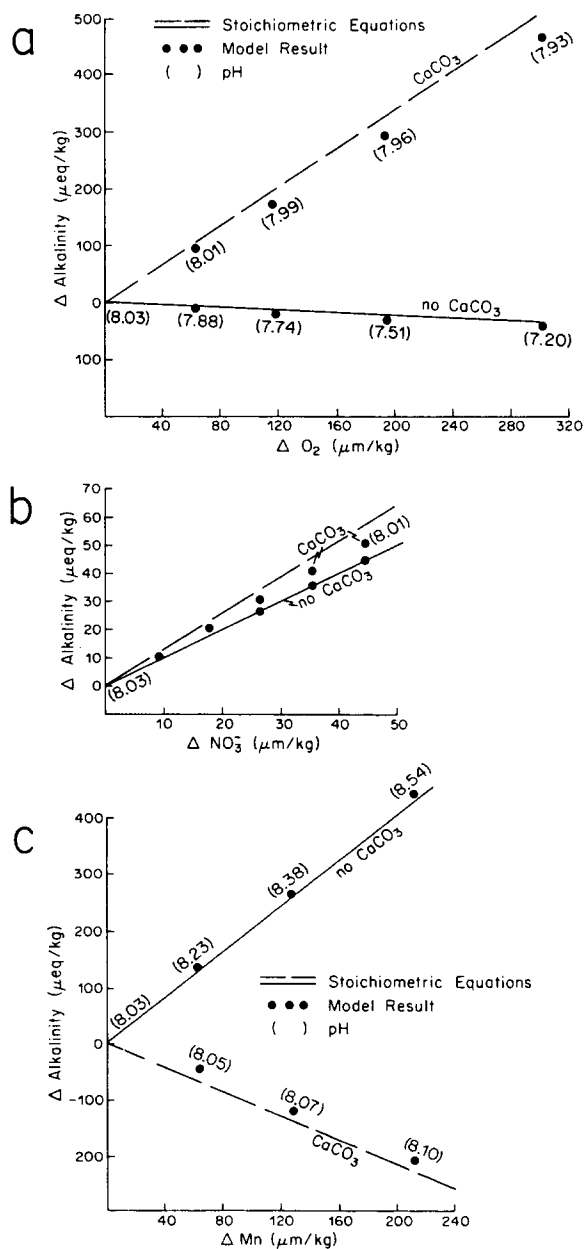 a
Stoichiometric Equations
Model Result
( ) pH
500
400
300
200
100
0
100
Δ Alkalinity (μeq/kg)
CaCO3
(7.93)
(7.96)
(7.99)
(8.01)
(8.03)
no CaCO3
(7.88)
(7.74)
(7.51)
(7.20)
40 80 120 160 200 240 280 320
Δ O2 (μm/kg)
b
70
60
50
40
30
20
10
0
Δ Alkalinity (μeq/kg)
CaCO3
(8.01)
no CaCO3
(8.03)
10 20 30 40 50
Δ NO3- (μm/kg)
c
400
300
200
100
0
-100
200
Δ Alkalinity (μeq/kg)
(8.54)
no CaCO3
(8.38)
(8.23)
(8.03)
Stoichiometric Equations
Model Result
( ) pH
(8.05)
(8.07)
CaCO3
(8.10)
40 80 120 160 200 240
Δ Mn (μm/kg)